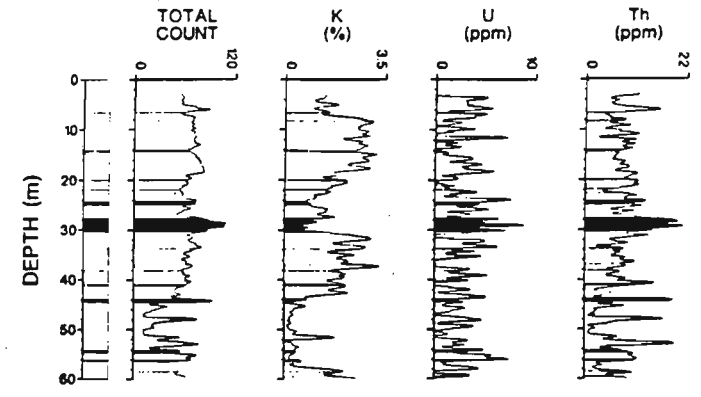 TOTAL COUNT
K (%)
U (ppm)
Th (ppm)
0 120
0 3.5
0 10
0 22
DEPTH (m)
0
10
20
30
40
50
60